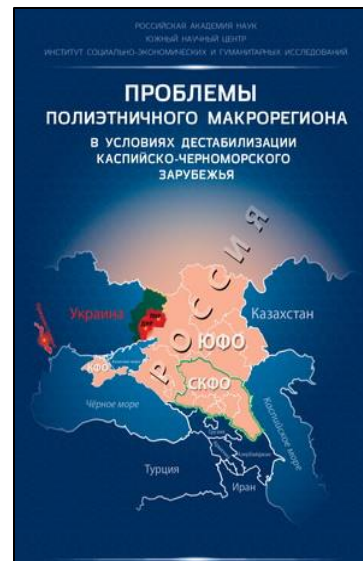 РОССИЙСКАЯ АКАДЕМИЯ НАУК
ЮЖНЫЙ НАУЧНЫЙ ЦЕНТР
ИНСТИТУТ СОЦИАЛЬНО-ЭКОНОМИЧЕСКИХ И ГУМАНИТАРНЫХ ИССЛЕДОВАНИЙ
ПРОБЛЕМЫ
ПОЛИЭТНИЧНОГО МАКРОРЕГИОНА
В УСЛОВИЯХ ДЕСТАБИЛИЗАЦИИ
КАСПИЙСКО-ЧЕРНОМОРСКОГО
ЗАРУБЕЖЬЯ
РОССИЯ
Украина
Казахстан
ЮФО
КФО
СКФО
Чёрное море
Каспийское море
Турция
Иран